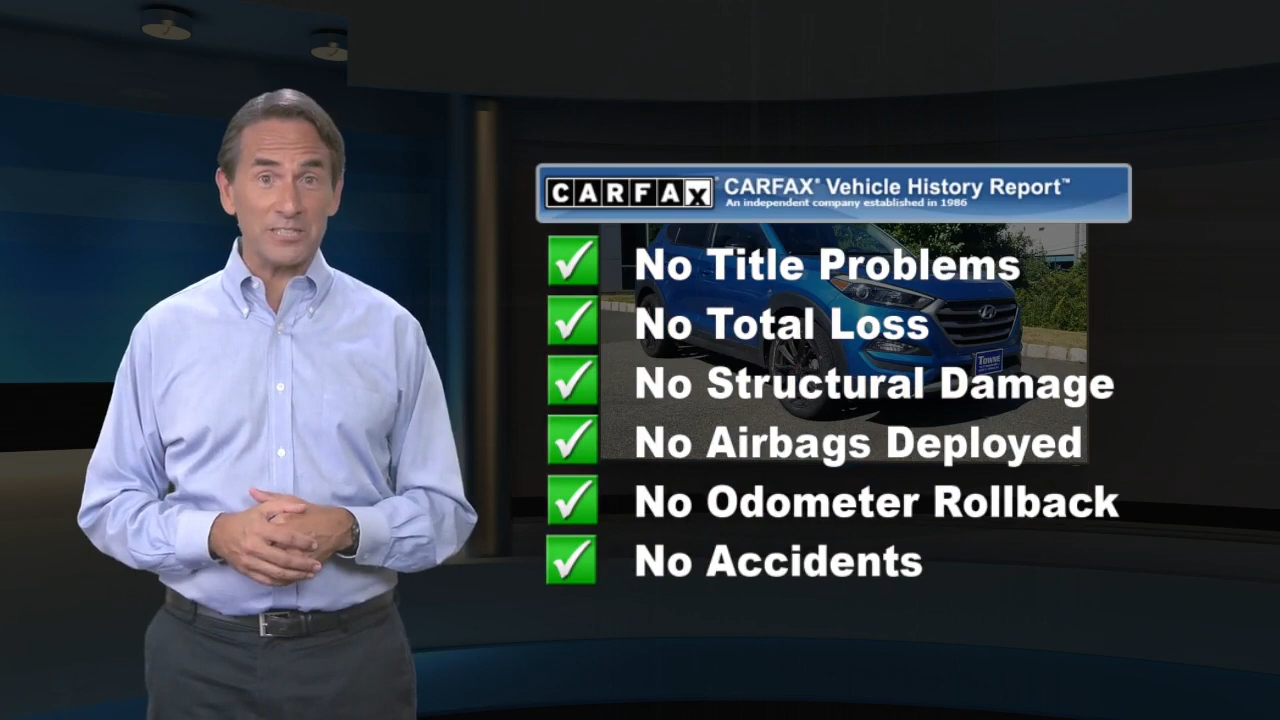 CARFAX
CARFAX® Vehicle History Report™
An independent company established in 1986
No Title Problems
No Total Loss
No Structural Damage
TOWNE
No Airbags Deployed
No Odometer Rollback
No Accidents